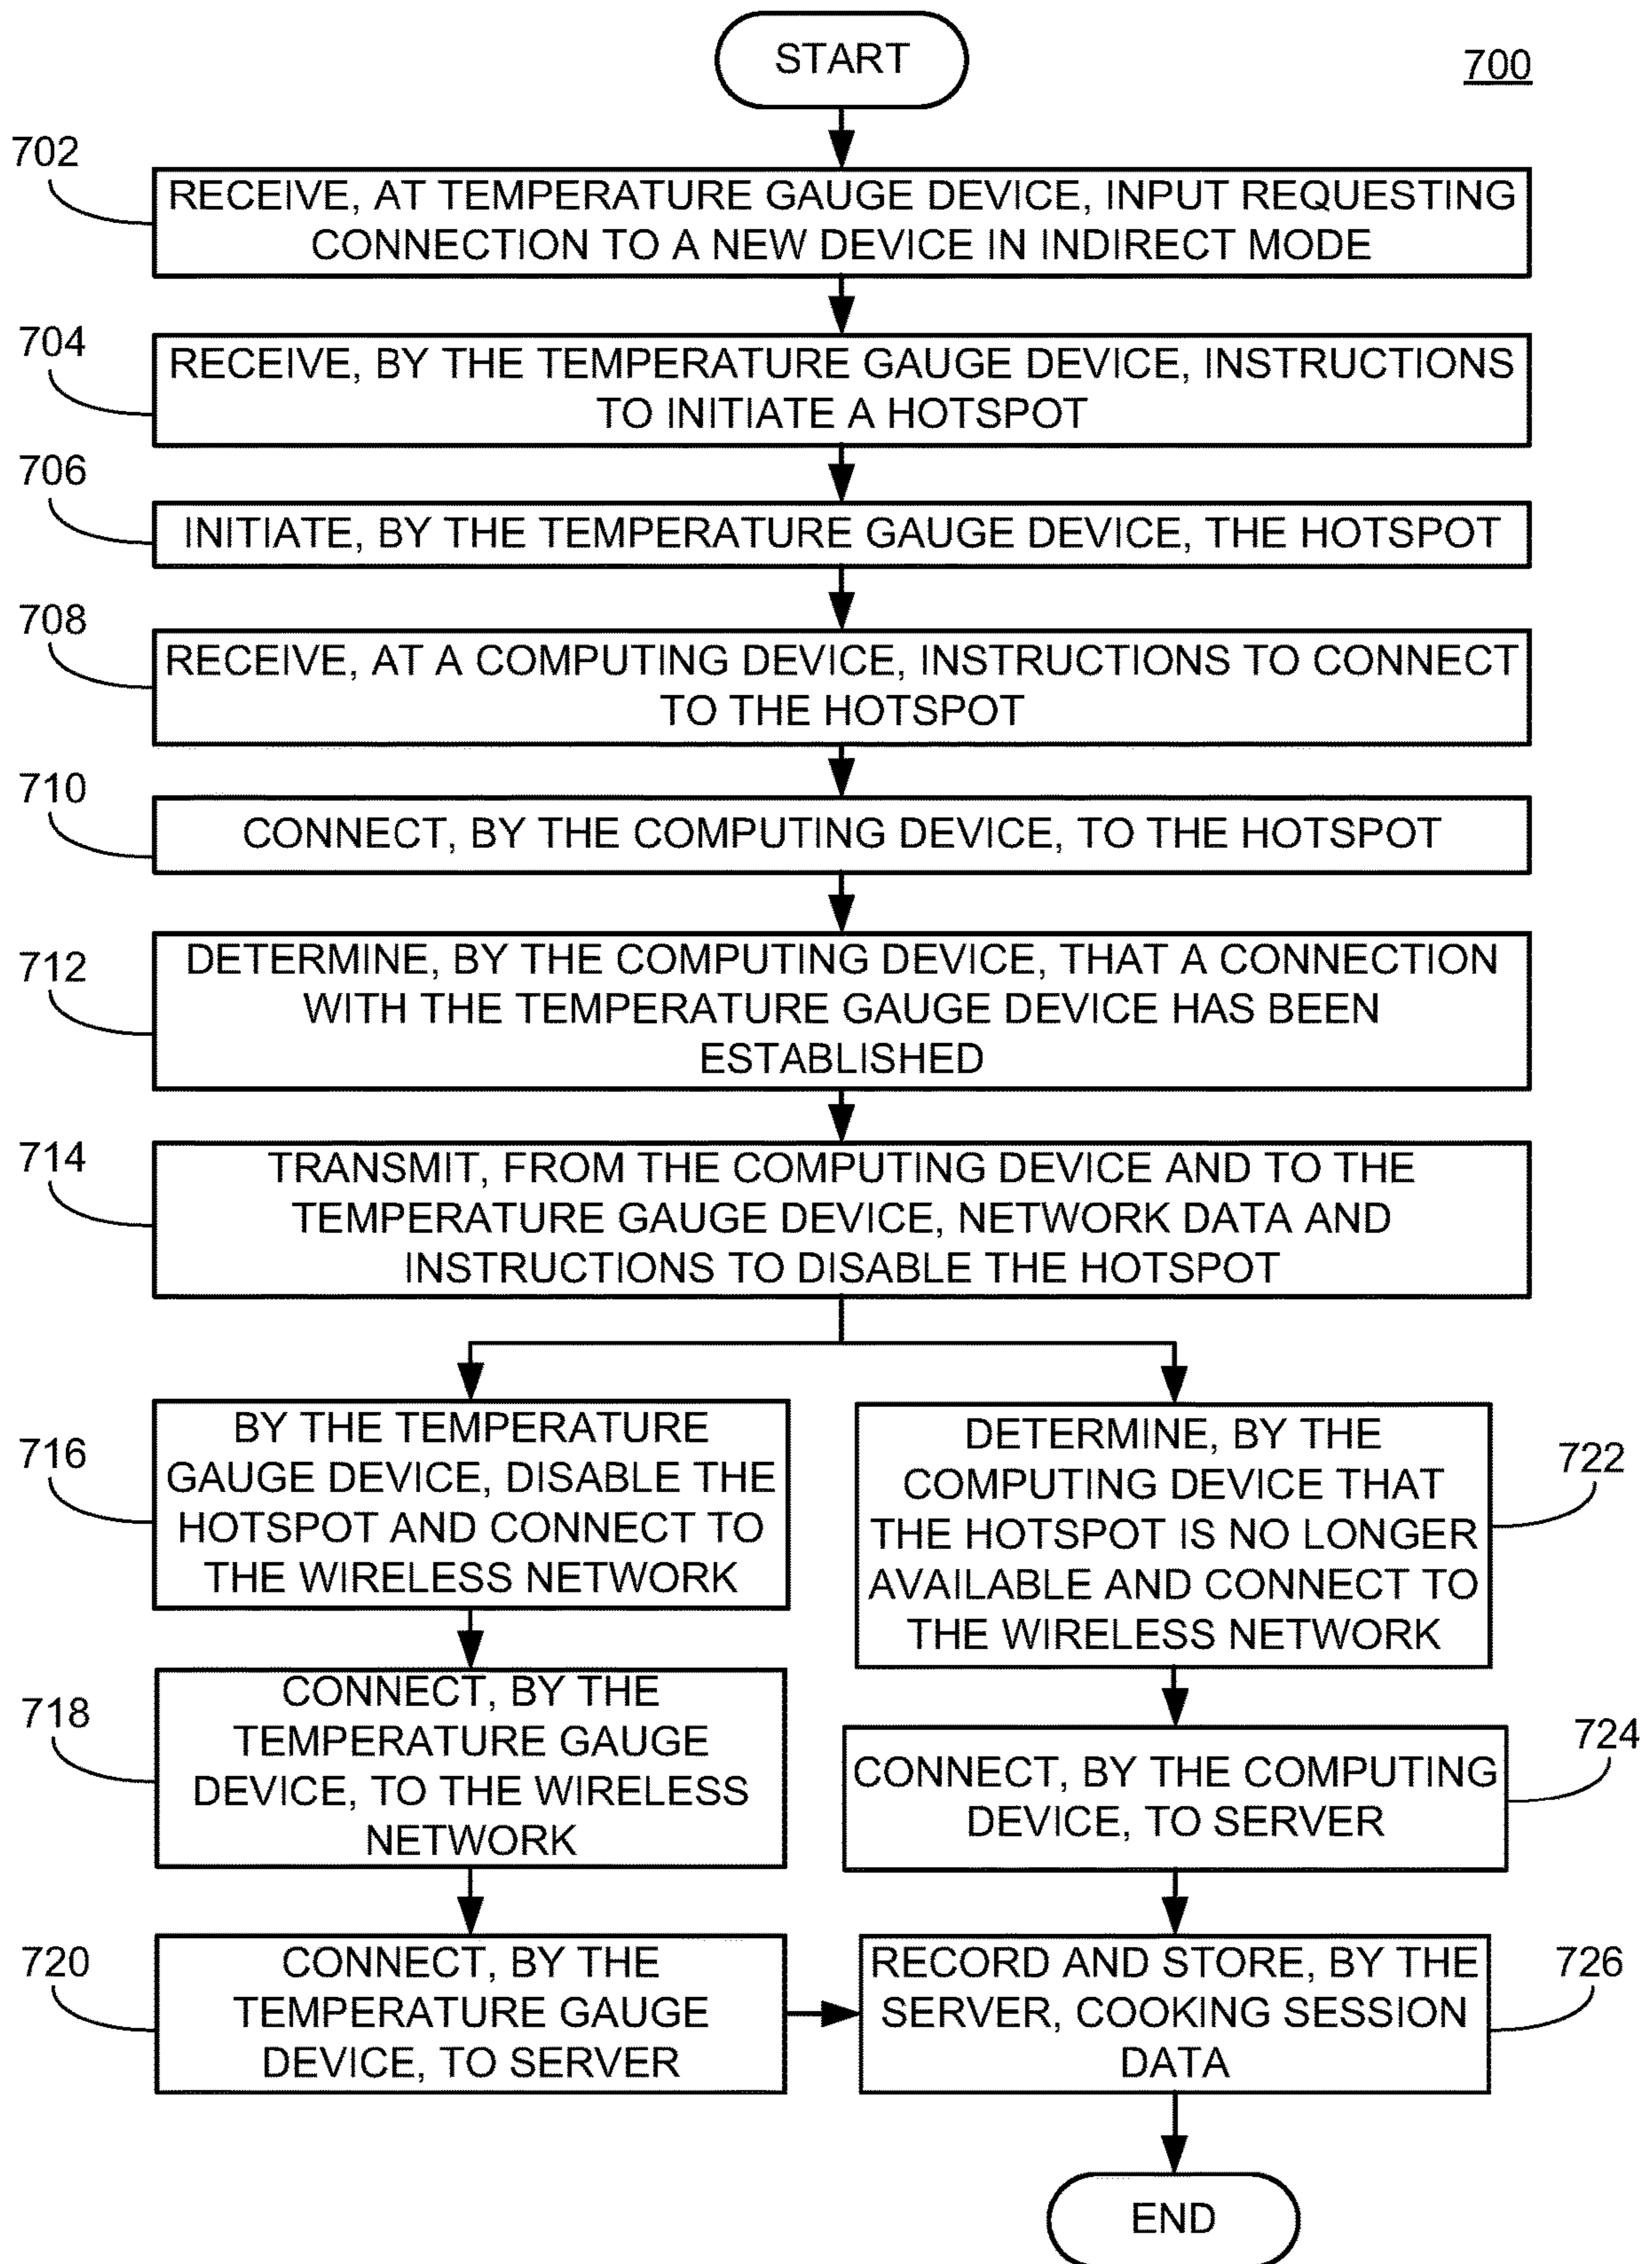 START
700
702
RECEIVE, AT TEMPERATURE GAUGE DEVICE, INPUT REQUESTING
CONNECTION TO A NEW DEVICE IN INDIRECT MODE
704
RECEIVE, BY THE TEMPERATURE GAUGE DEVICE, INSTRUCTIONS
TO INITIATE A HOTSPOT
706
INITIATE, BY THE TEMPERATURE GAUGE DEVICE, THE HOTSPOT
708
RECEIVE, AT A COMPUTING DEVICE, INSTRUCTIONS TO CONNECT
TO THE HOTSPOT
710
CONNECT, BY THE COMPUTING DEVICE, TO THE HOTSPOT
712
DETERMINE, BY THE COMPUTING DEVICE, THAT A CONNECTION
WITH THE TEMPERATURE GAUGE DEVICE HAS BEEN
ESTABLISHED
714
TRANSMIT, FROM THE COMPUTING DEVICE AND TO THE
TEMPERATURE GAUGE DEVICE, NETWORK DATA AND
INSTRUCTIONS TO DISABLE THE HOTSPOT
716
BY THE TEMPERATURE
GAUGE DEVICE, DISABLE THE
HOTSPOT AND CONNECT TO
THE WIRELESS NETWORK
718
CONNECT, BY THE
TEMPERATURE GAUGE
DEVICE, TO THE WIRELESS
NETWORK
720
CONNECT, BY THE
TEMPERATURE GAUGE
DEVICE, TO SERVER
722
DETERMINE, BY THE
COMPUTING DEVICE THAT
THE HOTSPOT IS NO LONGER
AVAILABLE AND CONNECT TO
THE WIRELESS NETWORK
724
CONNECT, BY THE COMPUTING
DEVICE, TO SERVER
726
RECORD AND STORE, BY THE
SERVER, COOKING SESSION
DATA
END